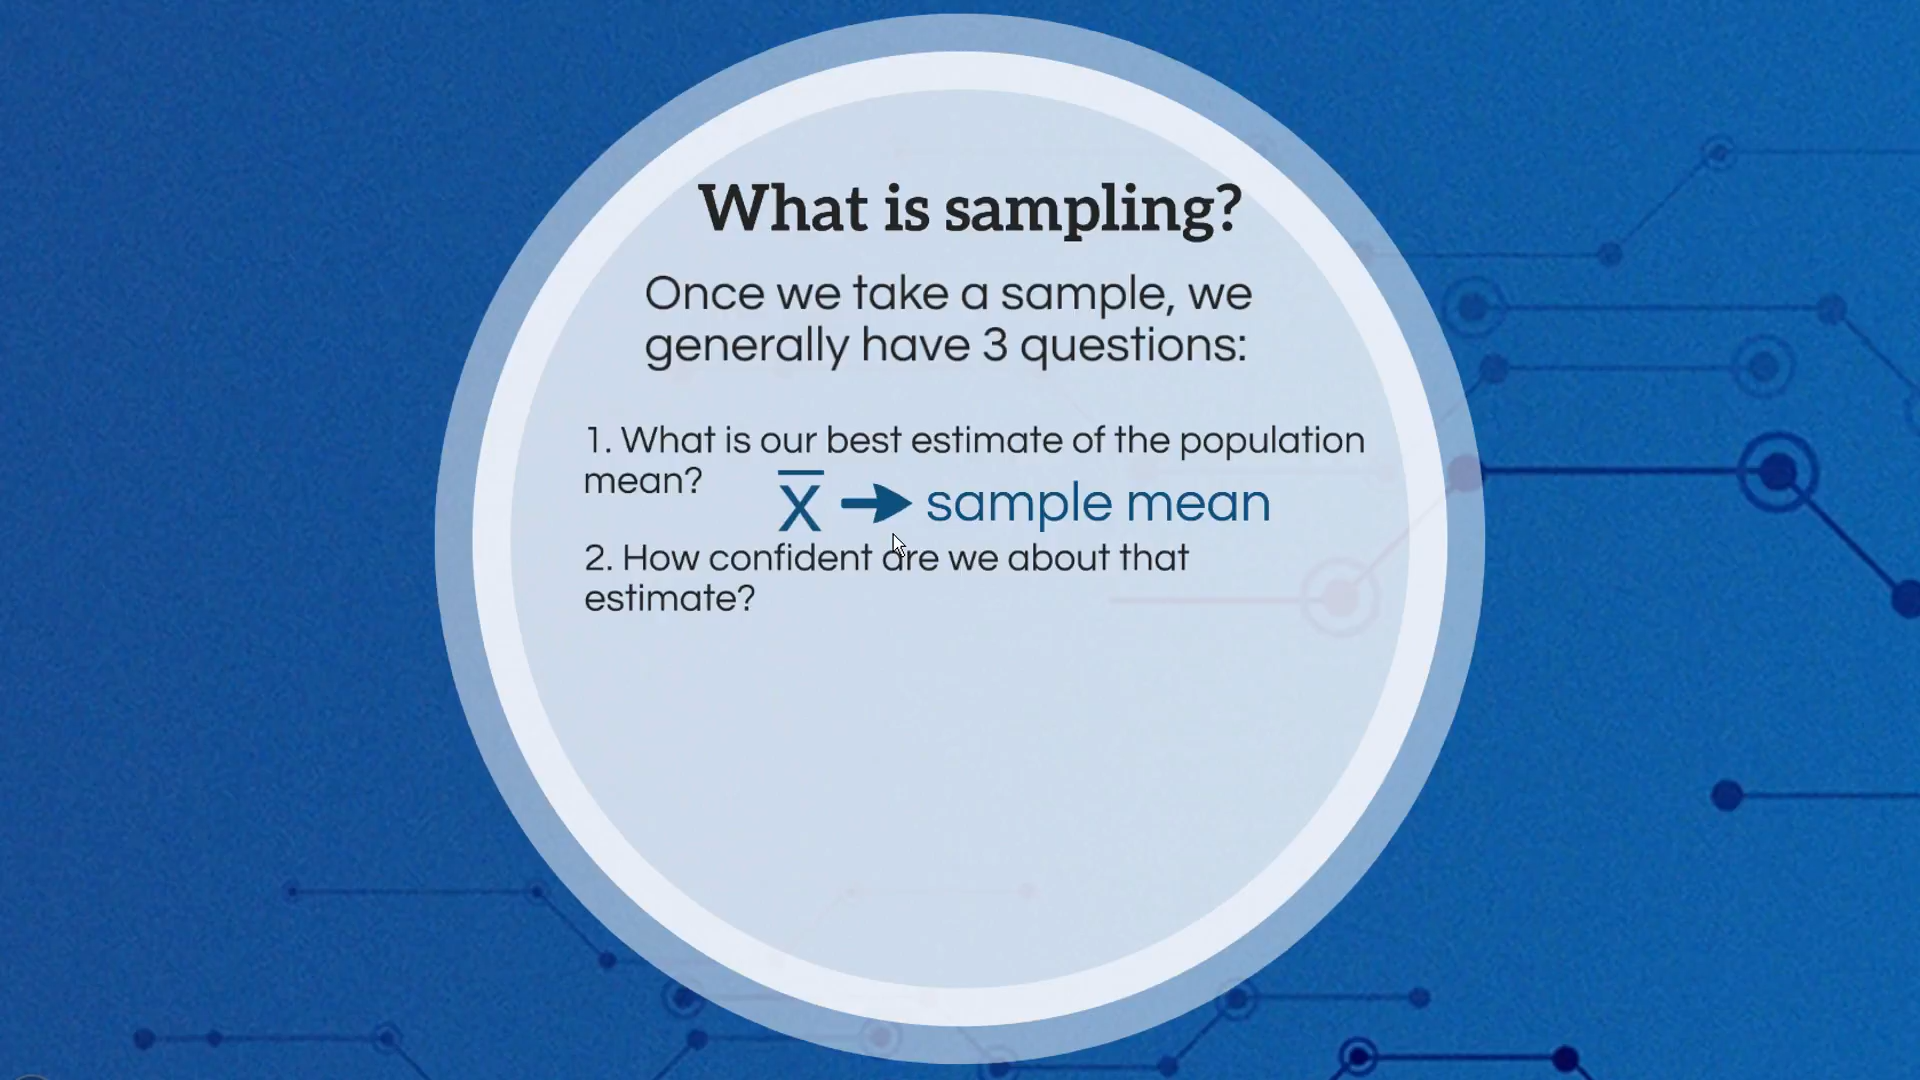 What is sampling?
Once we take a sample, we
generally have 3 questions:
1. What is our best estimate of the population
mean?
x̅ → sample mean
2. How confident are we about that
estimate?